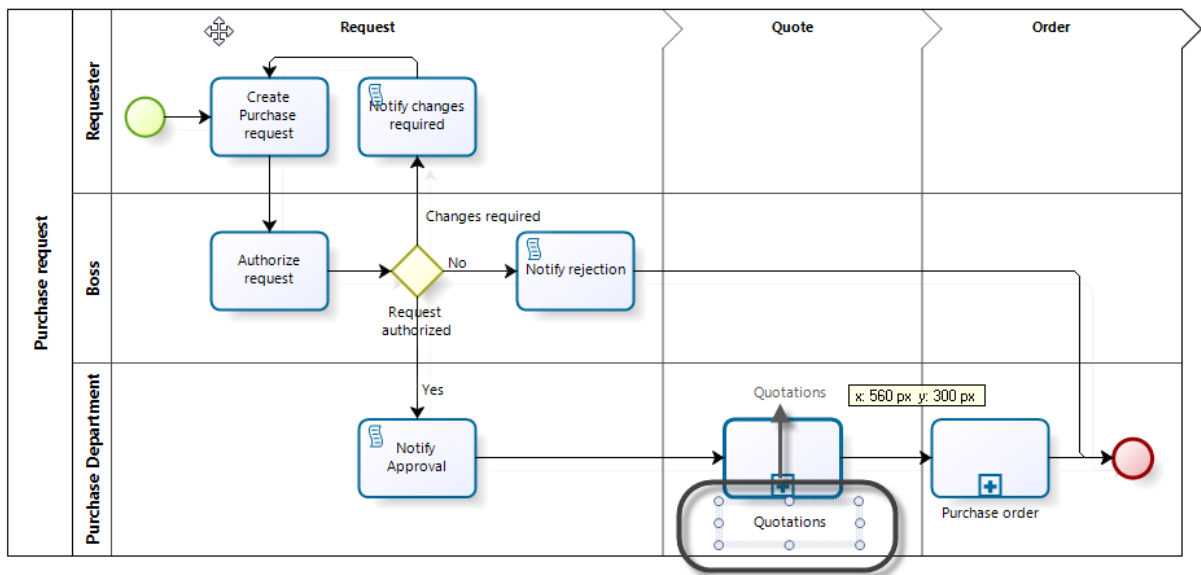 Request
Quote
Order
Purchase request
Requester
Create
Purchase
request
Notify changes
required
Boss
Changes required
Authorize
request
No
Notify rejection
Request
authorized
Purchase Department
Yes
Quotations
x: 560 px y: 300 px
Notify
Approval
Purchase order
Quotations